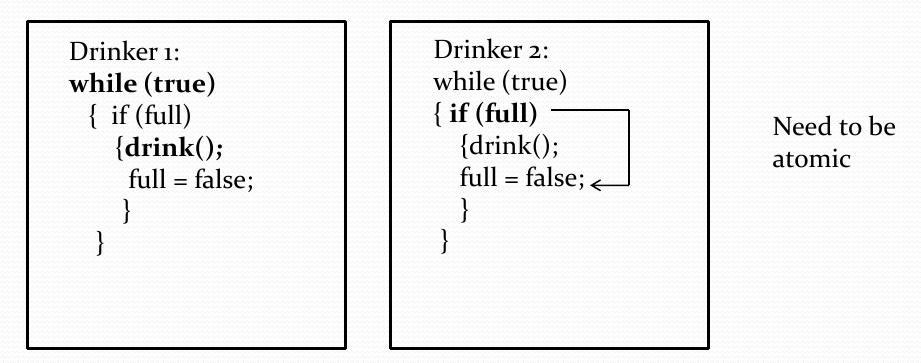 Drinker 1:
while (true)
{ if (full)
{drink();
full = false;
}
}
Drinker 2:
while (true)
{ if (full)
{drink();
full = false;
}
}
Need to be
atomic